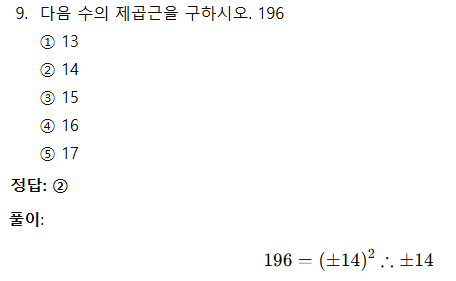 9. 다음 수의 제곱근을 구하시오. 196
① 13
② 14
③ 15
④ 16
⑤ 17
정답: ②
풀이:
196 = (±14)² ∴ ±14